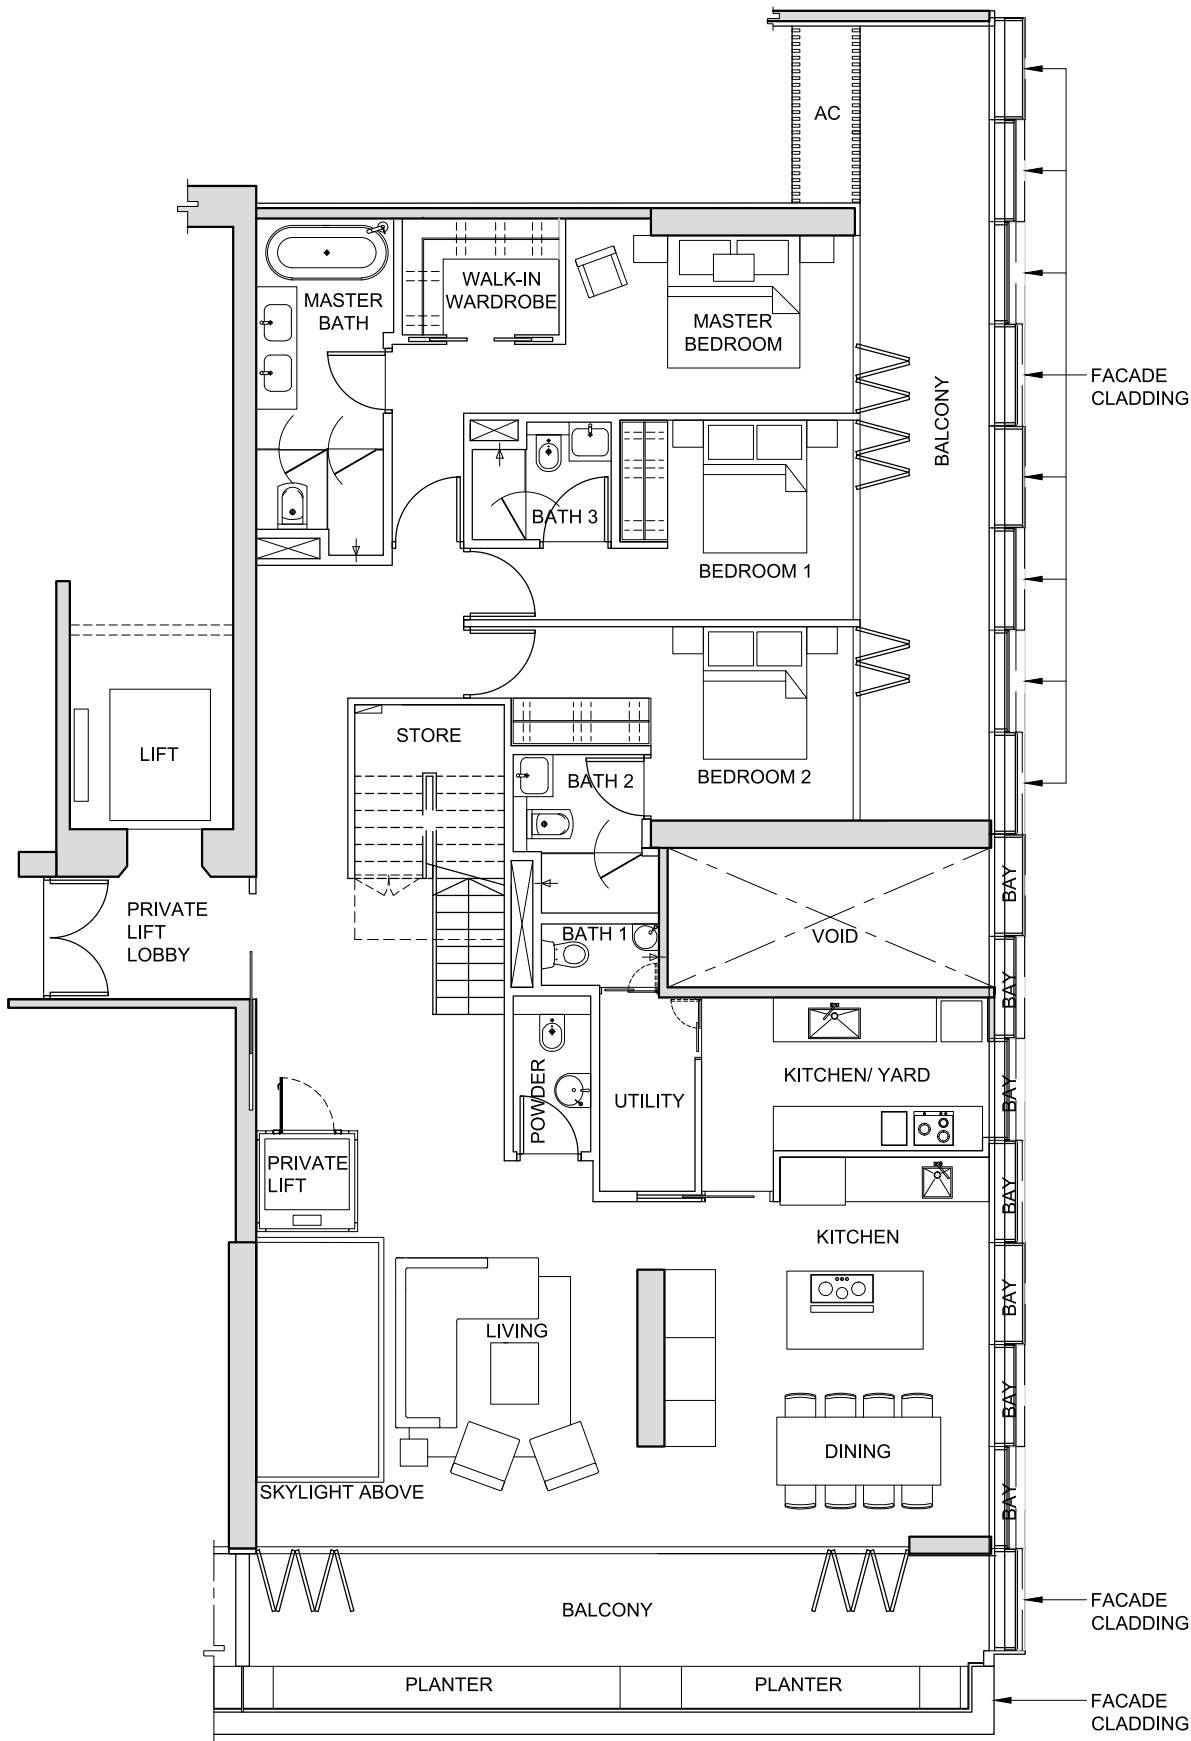 AC
WALK-IN
WARDROBE
MASTER
BATH
MASTER
BEDROOM
BALCONY
FACADE
CLADDING
BATH 3
BEDROOM 1
STORE
LIFT
BATH 2
BEDROOM 2
BAY
PRIVATE
LIFT
LOBBY
BATH 1
VOID
BAY
KITCHEN/ YARD
BAY
POWDER
UTILITY
PRIVATE
LIFT
BAY
KITCHEN
BAY
LIVING
BAY
DINING
SKYLIGHT ABOVE
BAY
BALCONY
FACADE
CLADDING
PLANTER
PLANTER
FACADE
CLADDING